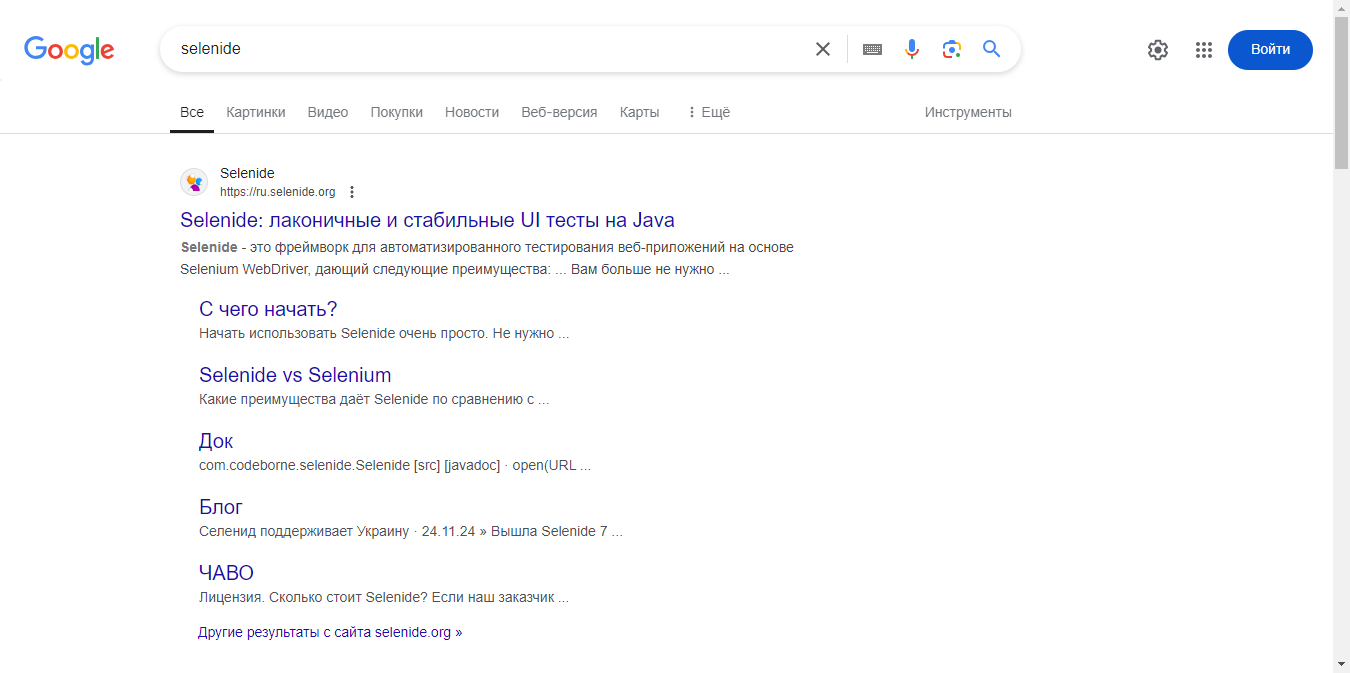 Google
selenide
Войти
Все Картинки Видео Покупки Новости Веб-версия Карты Ещё Инструменты
Selenide
https://ru.selenide.org
Selenide: лаконичные и стабильные UI тесты на Java
Selenide - это фреймворк для автоматизированного тестирования веб-приложений на основе
Selenium WebDriver, дающий следующие преимущества: ... Вам больше не нужно ...
С чего начать?
Начать использовать Selenide очень просто. Не нужно ...
Selenide vs Selenium
Какие преимущества даёт Selenide по сравнению с ...
Док
com.codeborne.selenide.Selenide [src] [javadoc] · open(URL ...
Блог
Селенид поддерживает Украину · 24.11.24 » Вышла Selenide 7 ...
ЧАВО
Лицензия. Сколько стоит Selenide? Если наш заказчик ...
Другие результаты с сайта selenide.org »